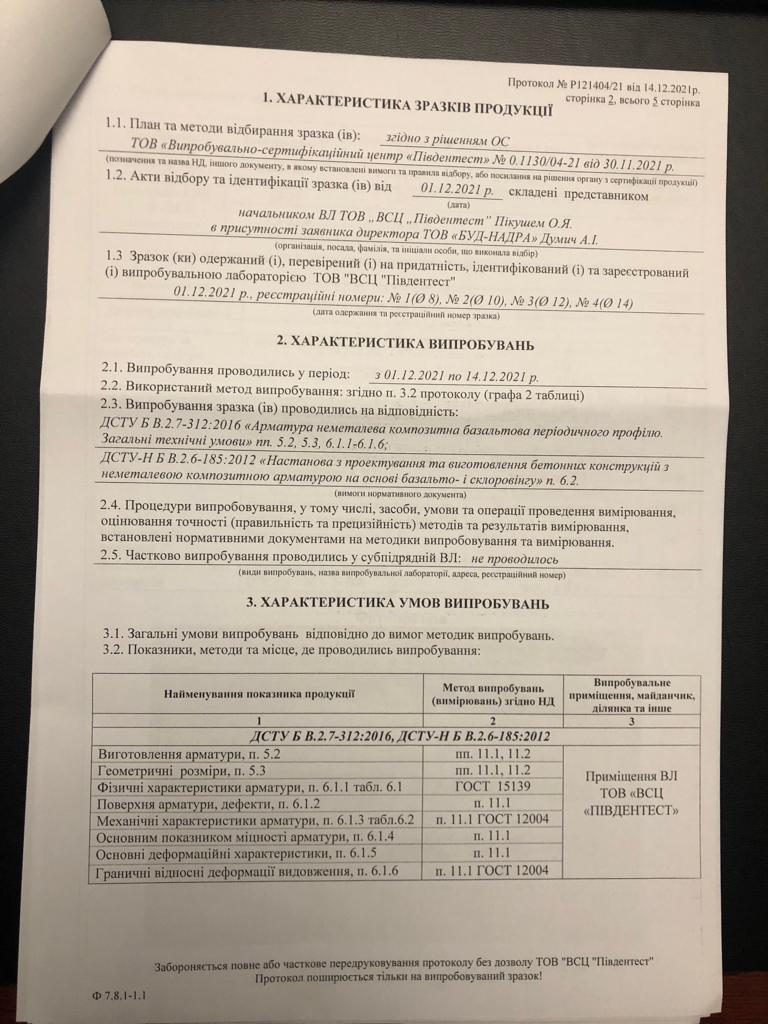 Протокол № Р121404/21 від 14.12.2021р.
сторінка 2, всього 5 сторінка
1. ХАРАКТЕРИСТИКА ЗРАЗКІВ ПРОДУКЦІЇ
1.1. План та методи відбирання зразка (ів): згідно з рішенням ОС
ТОВ «Випробувально-сертифікаційний центр «Південтест» № 0.1130/04-21 від 30.11.2021 р.
(позначення та назва НД, іншого документу, в якому встановлені вимоги та правила відбору, або посилання на рішення органу з сертифікації продукції)
1.2. Акти відбору та ідентифікації зразка (ів) від 01.12.2021 р. складені представником
(дата)
начальником ВЛ ТОВ „ВСЦ „Південтест” Пікушем О.Я.
в присутності заявника директора ТОВ «БУД-НАДРА» Думич А.І.
(організація, посада, фамілія, та ініціали особи, що виконала відбір)
1.3 Зразок (ки) одержаний (і), перевірений (і) на придатність, ідентифікований (і) та зареєстрований
(і) випробувальною лабораторією ТОВ "ВСЦ "Південтест"
01.12.2021 р., реєстраційні номери: № 1(Ø 8), № 2(Ø 10), № 3(Ø 12), № 4(Ø 14)
(дата одержання та реєстраційний номер зразка)
2. ХАРАКТЕРИСТИКА ВИПРОБУВАНЬ
2.1. Випробування проводились у період: з 01.12.2021 по 14.12.2021 р.
2.2. Використаний метод випробування: згідно п. 3.2 протоколу (графа 2 таблиці)
2.3. Випробування зразка (ів) проводились на відповідність:
ДСТУ Б В.2.7-312:2016 «Арматура неметалева композитна базальтова періодичного профілю.
Загальні технічні умови» пп. 5.2, 5.3, 6.1.1-6.1.6;
ДСТУ-Н Б В.2.6-185:2012 «Настанова з проектування та виготовлення бетонних конструкцій з
неметалевою композитною арматурою на основі базальто- і склоровінгу» п. 6.2.
(вимоги нормативного документа)
2.4. Процедури випробовування, у тому числі, засоби, умови та операції проведення вимірювання,
оцінювання точності (правильність та прецизійність) методів та результатів вимірювання,
встановлені нормативними документами на методики випробовування та вимірювання.
2.5. Частково випробування проводились у субпідрядній ВЛ: не проводилось
(види випробувань, назва випробувальної лабораторії, адреса, реєстраційний номер)
3. ХАРАКТЕРИСТИКА УМОВ ВИПРОБУВАНЬ
3.1. Загальні умови випробувань відповідно до вимог методик випробувань.
3.2. Показники, методи та місце, де проводились випробування:
Найменування показника продукції
Метод випробувань
(вимірювань) згідно НД
Випробувальне
приміщення, майданчик,
ділянка та інше
1 2 3
ДСТУ Б В.2.7-312:2016, ДСТУ-Н Б В.2.6-185:2012
Виготовлення арматури, п. 5.2 пп. 11.1, 11.2
Геометричні розміри, п. 5.3 пп. 11.1, 11.2
Фізичні характеристики арматури, п. 6.1.1 табл. 6.1 ГОСТ 15139
Поверхня арматури, дефекти, п. 6.1.2 п. 11.1
Механічні характеристики арматури, п. 6.1.3 табл.6.2 п. 11.1 ГОСТ 12004
Основним показником міцності арматури, п. 6.1.4 п. 11.1
Основні деформаційні характеристики, п. 6.1.5 п. 11.1
Граничні відносні деформації видовження, п. 6.1.6 п. 11.1 ГОСТ 12004
Приміщення ВЛ
ТОВ «ВСЦ
«ПІВДЕНТЕСТ»
Забороняється повне або часткове передруковування протоколу без дозволу ТОВ "ВСЦ "Південтест"
Протокол поширюється тільки на випробовуваний зразок!
Ф 7.8.1-1.1